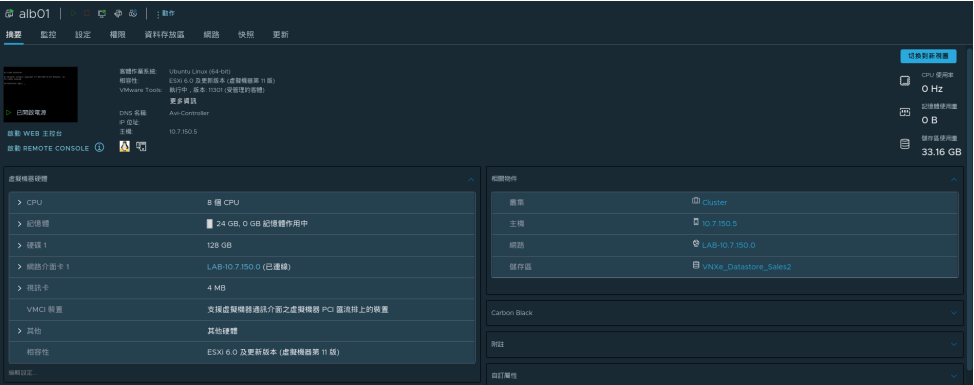 alb01
動作
摘要 監控 設定 權限 資料存放區 網路 快照 更新
切換到新視圖
客體作業系統: Ubuntu Linux (64-bit)
相容性: ESXi 6.0 及更新版本 (虛擬機器第 11 版)
VMware Tools: 執行中，版本: 11301 (受管理的客體)
更多資訊
DNS 名稱: Avi-Controller
IP 位址:
主機: 10.7.150.5
已開啟電源
啟動 WEB 主控台
啟動 REMOTE CONSOLE
CPU 使用率
0 Hz
記憶體使用量
0 B
儲存區使用量
33.16 GB
虛擬機器硬體
CPU 8 個 CPU
記憶體 24 GB, 0 GB 記憶體作用中
硬碟 1 128 GB
網路介面卡 1 LAB-10.7.150.0 (已連線)
視訊卡 4 MB
VMCI 裝置 支援虛擬機器通訊介面之虛擬機器 PCI 匯流排上的裝置
其他 其他硬體
相容性 ESXi 6.0 及更新版本 (虛擬機器第 11 版)
編輯設定...
相關物件
叢集 Cluster
主機 10.7.150.5
網路 LAB-10.7.150.0
儲存區 VNXe_Datastore_Sales2
Carbon Black
附註
自訂屬性